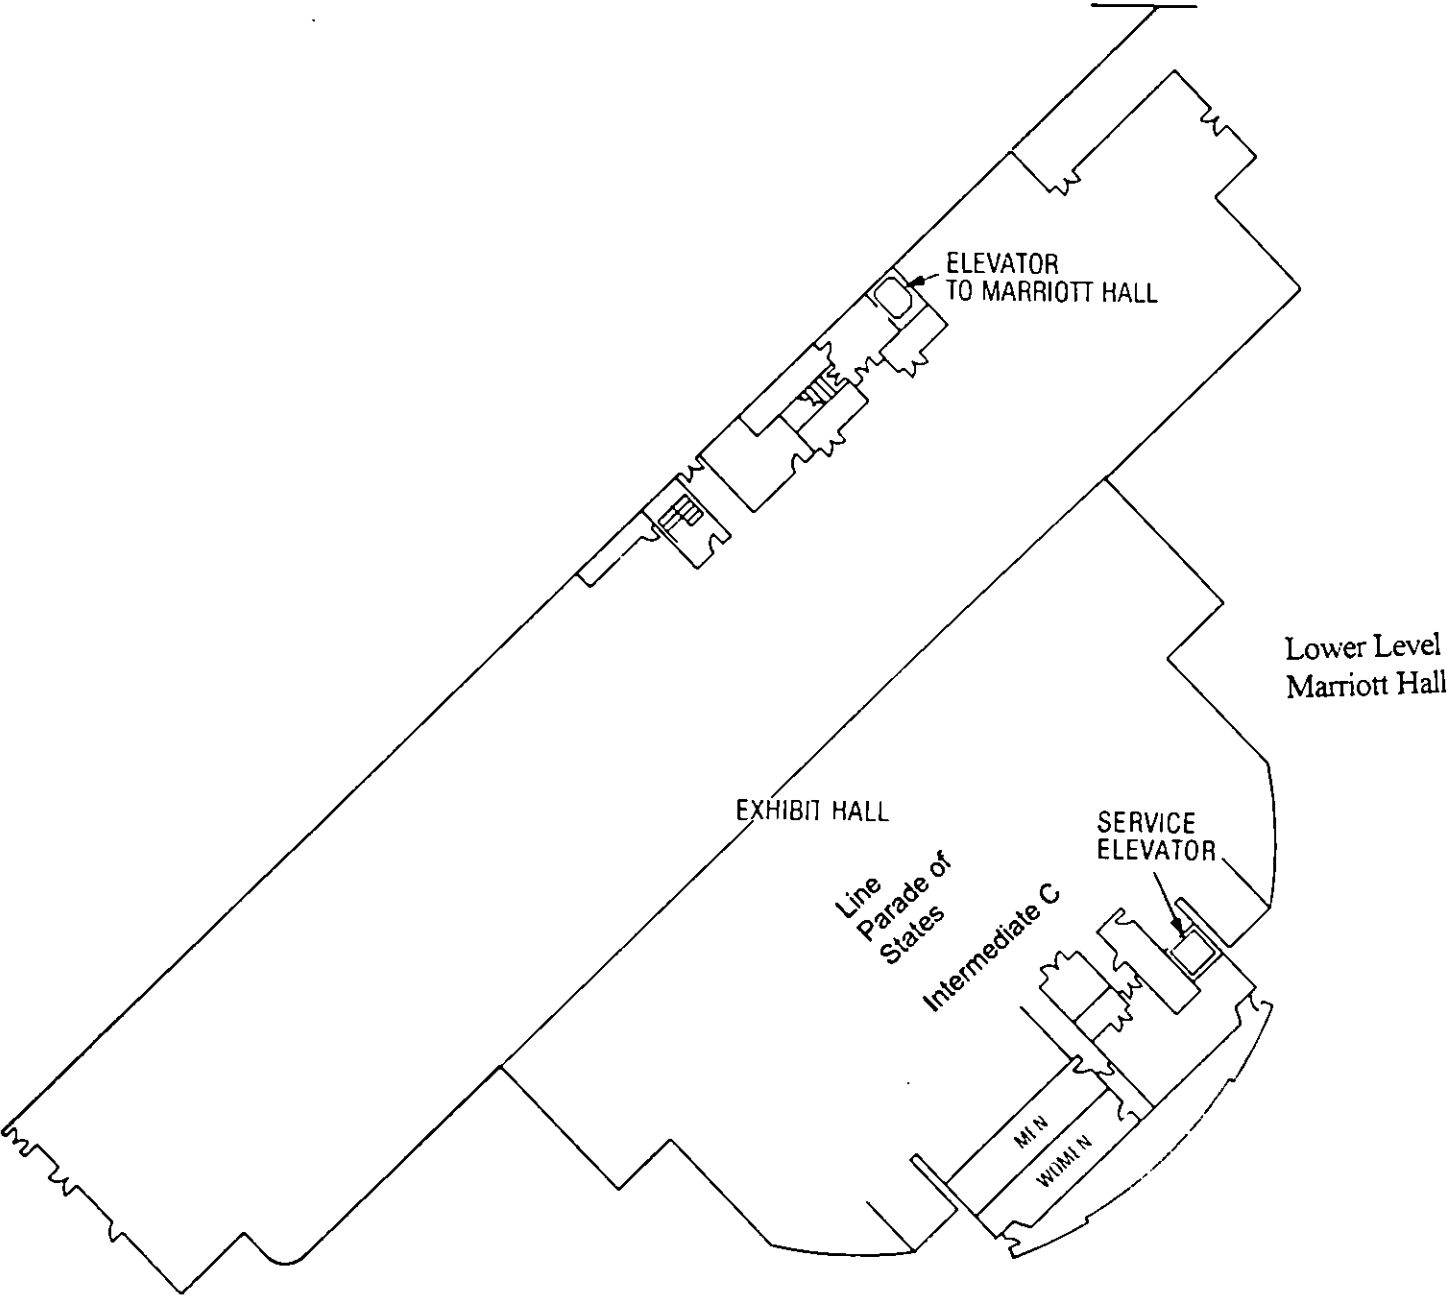 ELEVATOR
TO MARRIOTT HALL
Lower Level
Marriott Hall
EXHIBIT HALL
SERVICE
ELEVATOR
Line
Parade of
States
Intermediate C
MEN
WOMEN